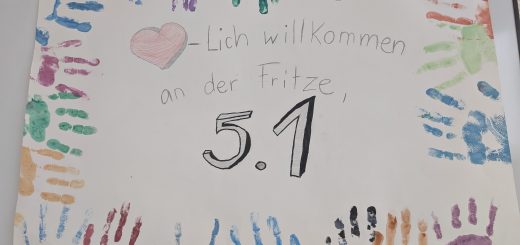 ❤-Lich willkommen
an der Fritze,
5.1